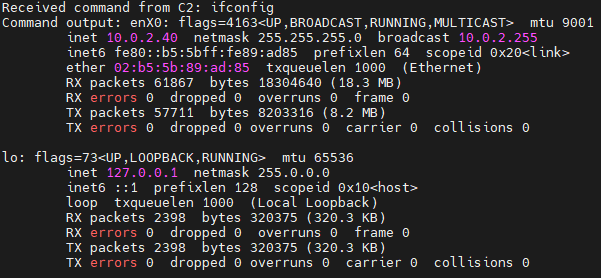 Received command from C2: ifconfig
Command output: enX0: flags=4163<UP,BROADCAST,RUNNING,MULTICAST>  mtu 9001
        inet 10.0.2.40  netmask 255.255.255.0  broadcast 10.0.2.255
        inet6 fe80::b5:5bff:fe89:ad85  prefixlen 64  scopeid 0x20<link>
        ether 02:b5:5b:89:ad:85  txqueuelen 1000  (Ethernet)
        RX packets 61867  bytes 18304640 (18.3 MB)
        RX errors 0  dropped 0  overruns 0  frame 0
        TX packets 57711  bytes 8203316 (8.2 MB)
        TX errors 0  dropped 0 overruns 0  carrier 0  collisions 0

lo: flags=73<UP,LOOPBACK,RUNNING>  mtu 65536
        inet 127.0.0.1  netmask 255.0.0.0
        inet6 ::1  prefixlen 128  scopeid 0x10<host>
        loop  txqueuelen 1000  (Local Loopback)
        RX packets 2398  bytes 320375 (320.3 KB)
        RX errors 0  dropped 0  overruns 0  frame 0
        TX packets 2398  bytes 320375 (320.3 KB)
        TX errors 0  dropped 0 overruns 0  carrier 0  collisions 0